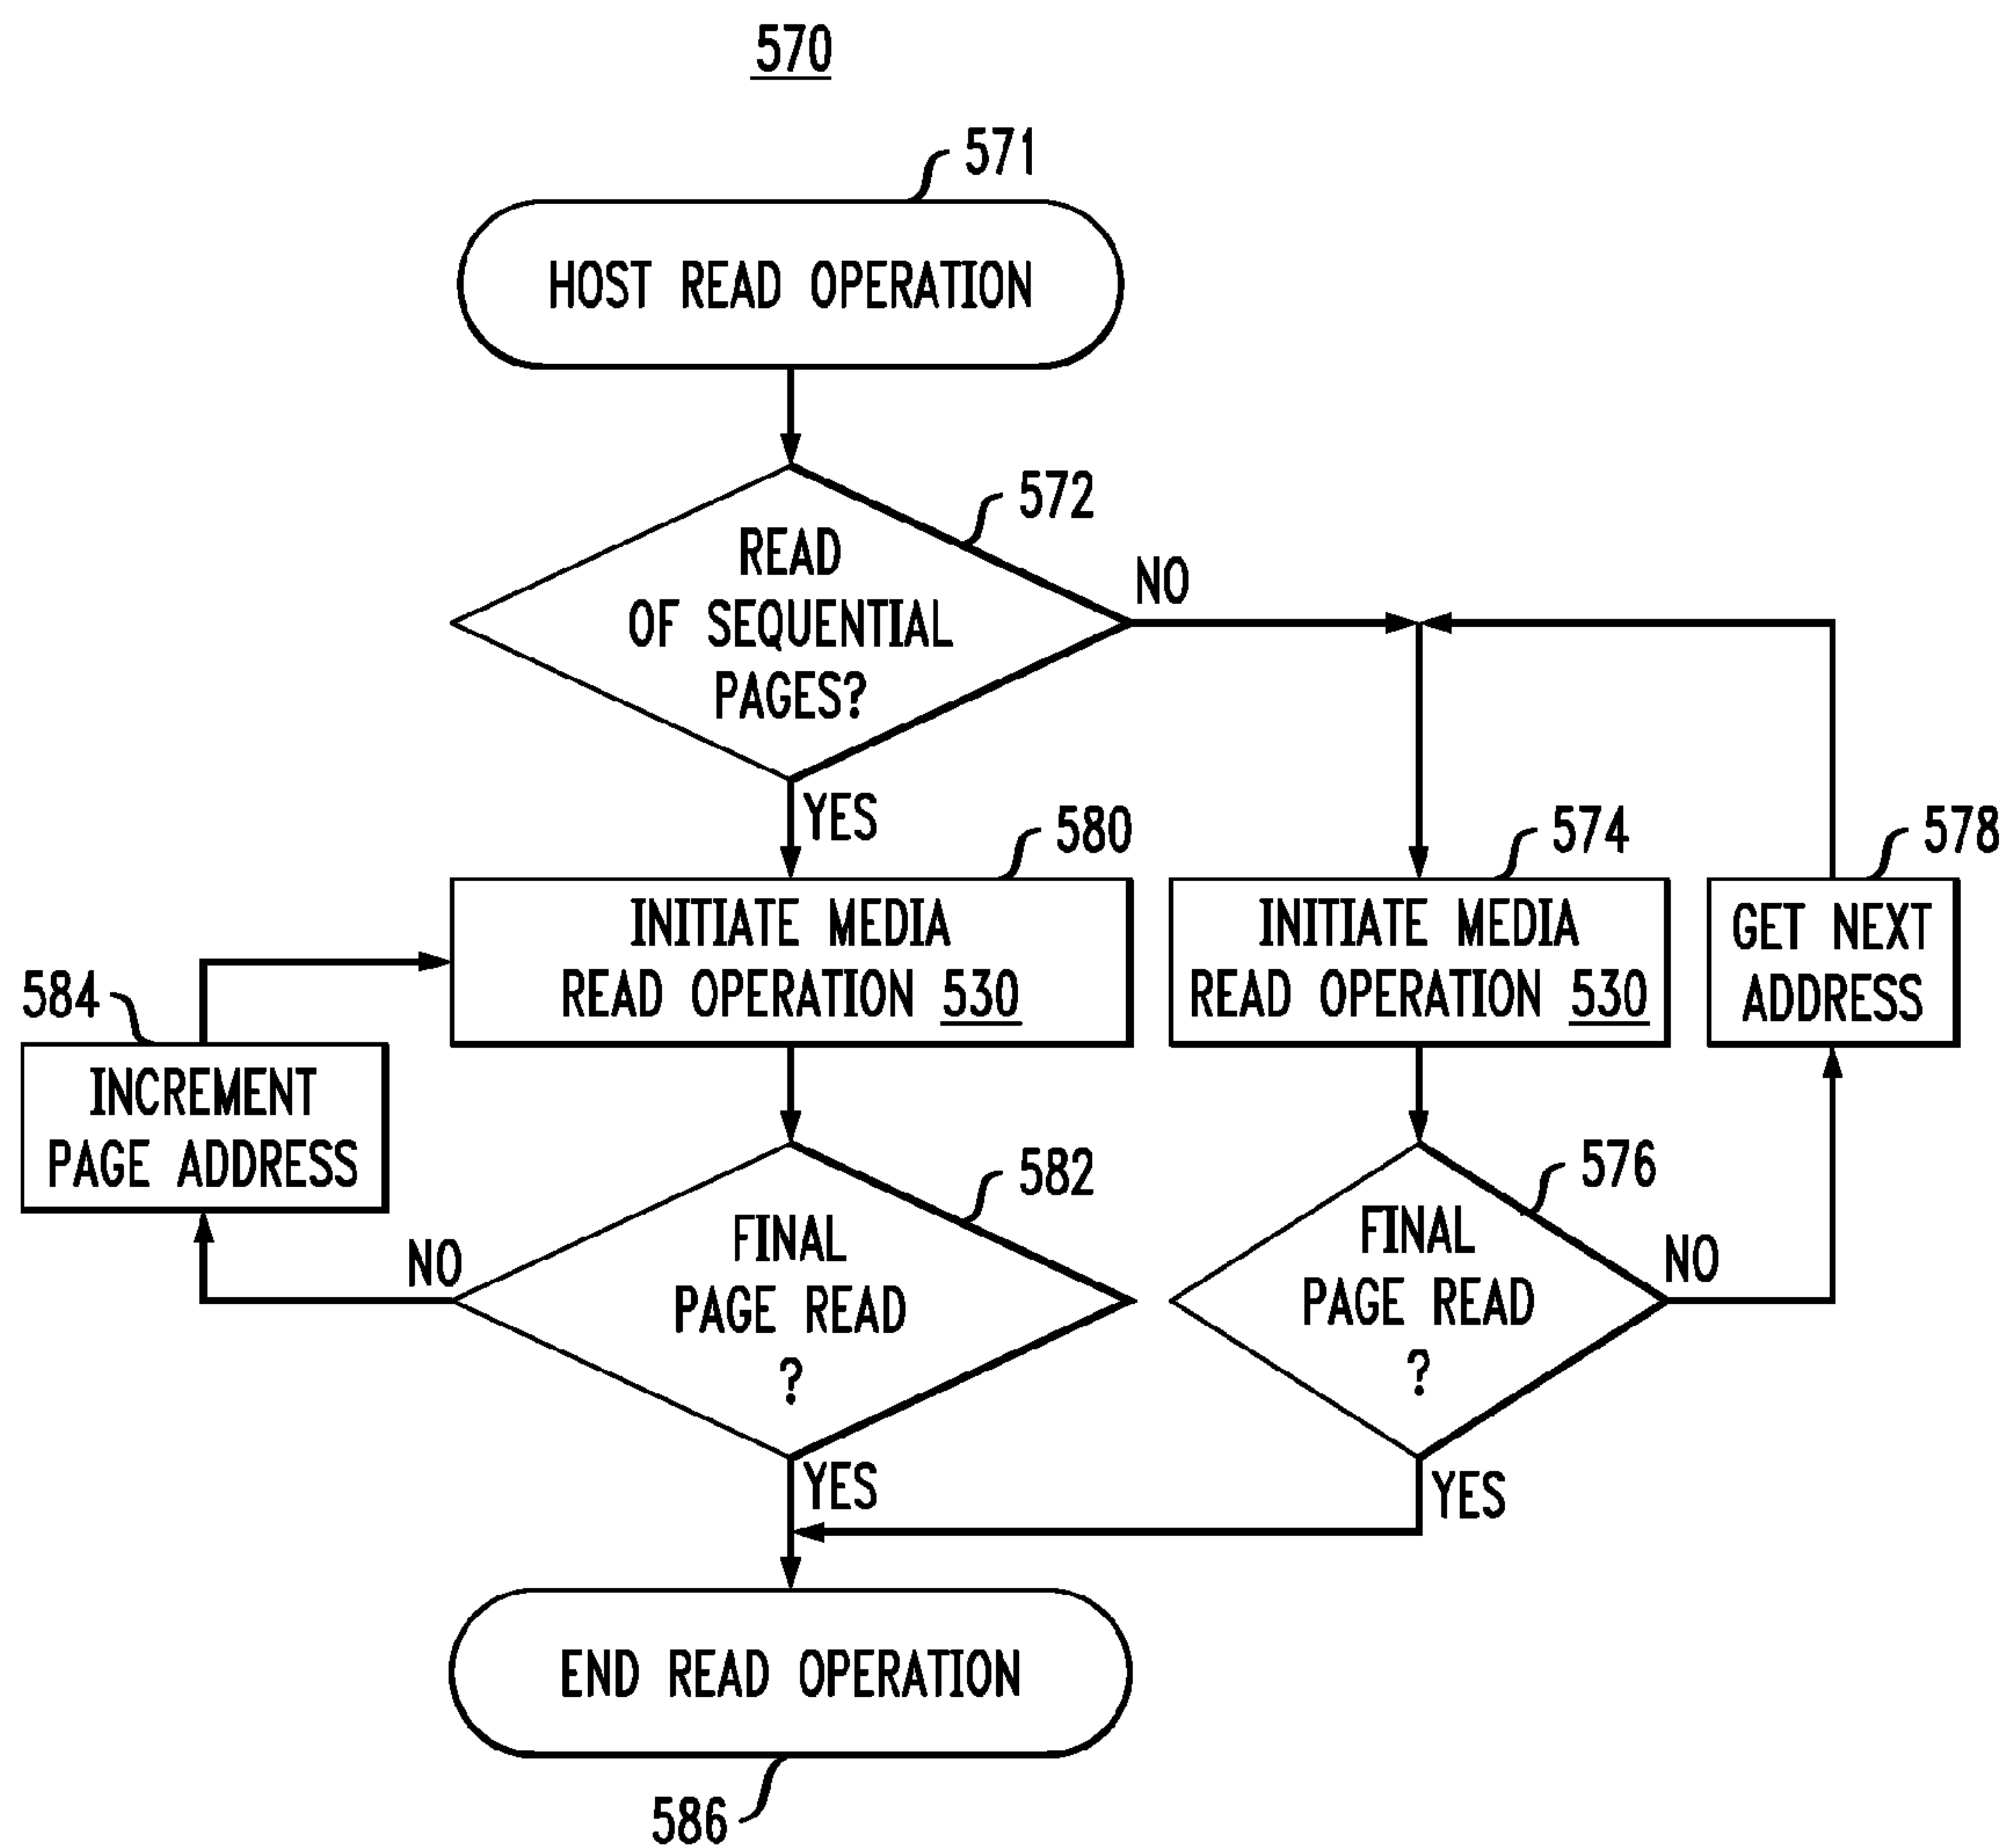 570
571
HOST READ OPERATION
572
READ
OF SEQUENTIAL
PAGES?
NO
YES
580
INITIATE MEDIA
READ OPERATION 530
574
INITIATE MEDIA
READ OPERATION 530
578
GET NEXT
ADDRESS
584
INCREMENT
PAGE ADDRESS
582
FINAL
PAGE READ
?
NO
YES
576
FINAL
PAGE READ
?
NO
YES
END READ OPERATION
586